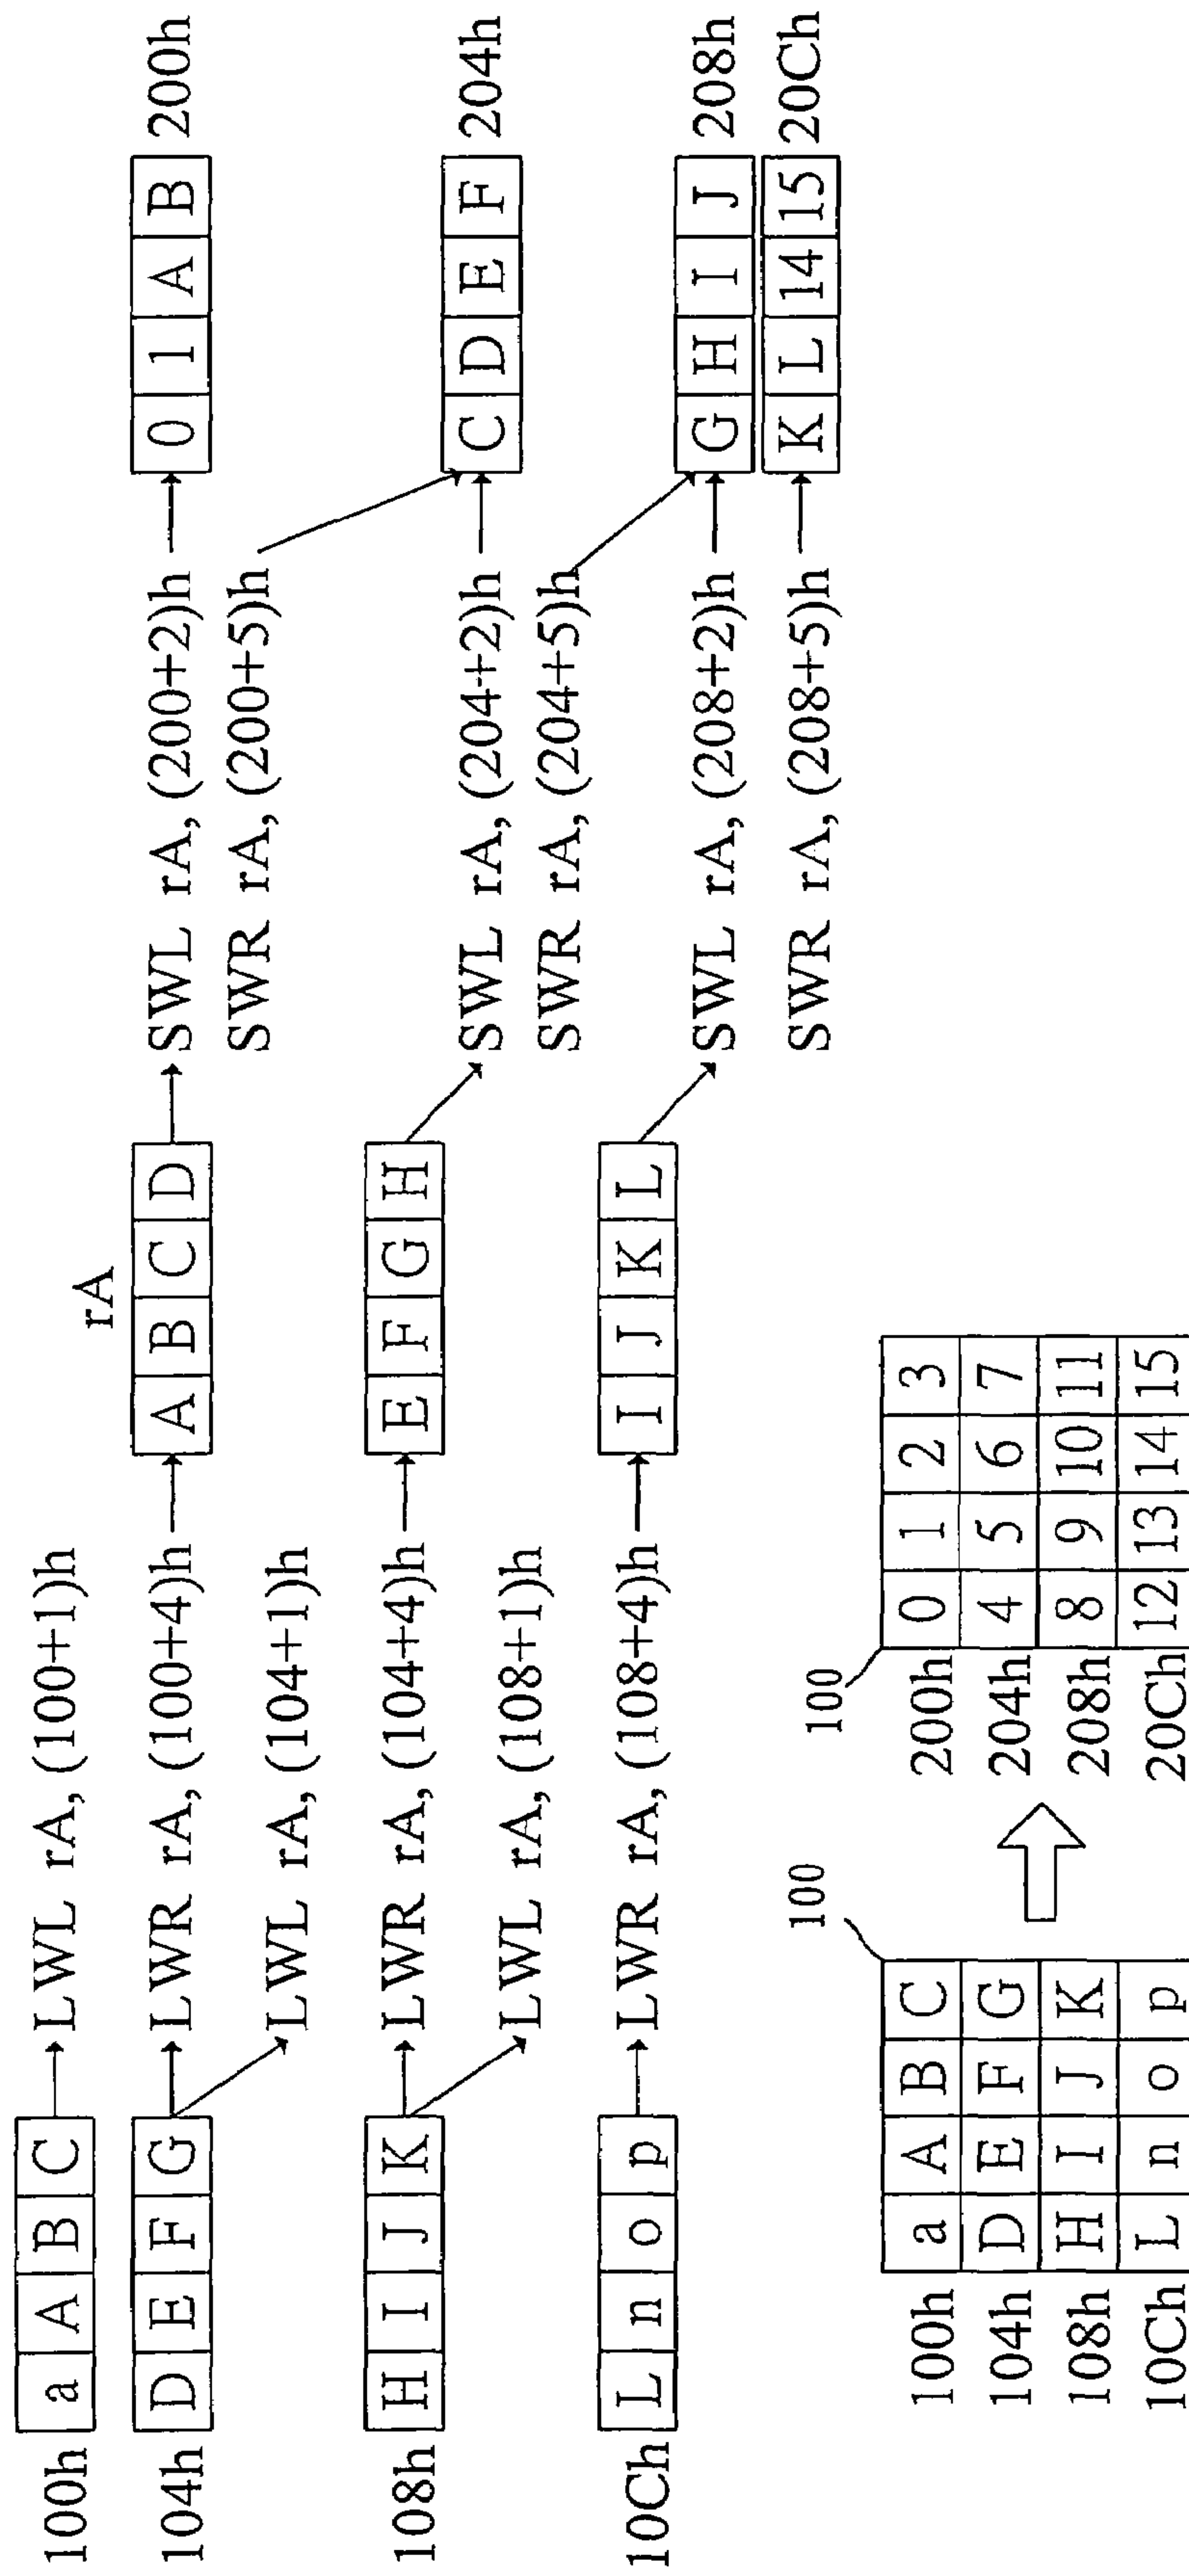 100h a A B C LWL rA, (100+1)h
rA
104h D E F G LWR rA, (100+4)h A B C D SWL rA, (200+2)h 0 1 A B 200h
SWR rA, (200+5)h
LWL rA, (104+1)h
108h H I J K LWR rA, (104+4)h E F G H SWL rA, (204+2)h C D E F 204h
SWR rA, (204+5)h
LWL rA, (108+1)h
10Ch L n o p LWR rA, (108+4)h I J K L SWL rA, (208+2)h G H I J 208h
SWR rA, (208+5)h K L 14 15 20Ch
100 100
100h a A B C 200h 0 1 2 3
104h D E F G 204h 4 5 6 7
108h H I J K 208h 8 9 10 11
10Ch L n o p 20Ch 12 13 14 15